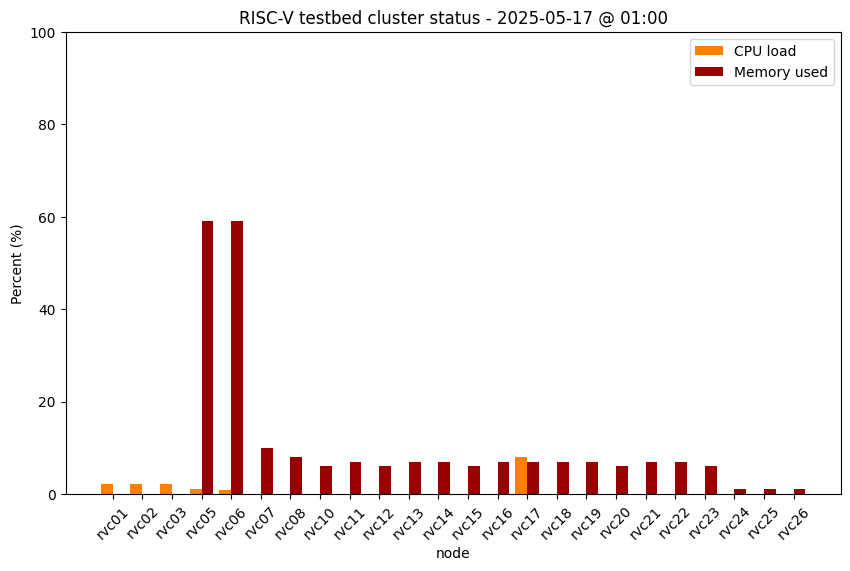 RISC-V testbed cluster status - 2025-05-17 @ 01:00
100
80
60
40
20
0
Percent (%)
CPU load
Memory used
rvc01 rvc02 rvc03 rvc05 rvc06 rvc07 rvc08 rvc10 rvc11 rvc12 rvc13 rvc14 rvc15 rvc16 rvc17 rvc18 rvc19 rvc20 rvc21 rvc22 rvc23 rvc24 rvc25 rvc26
node